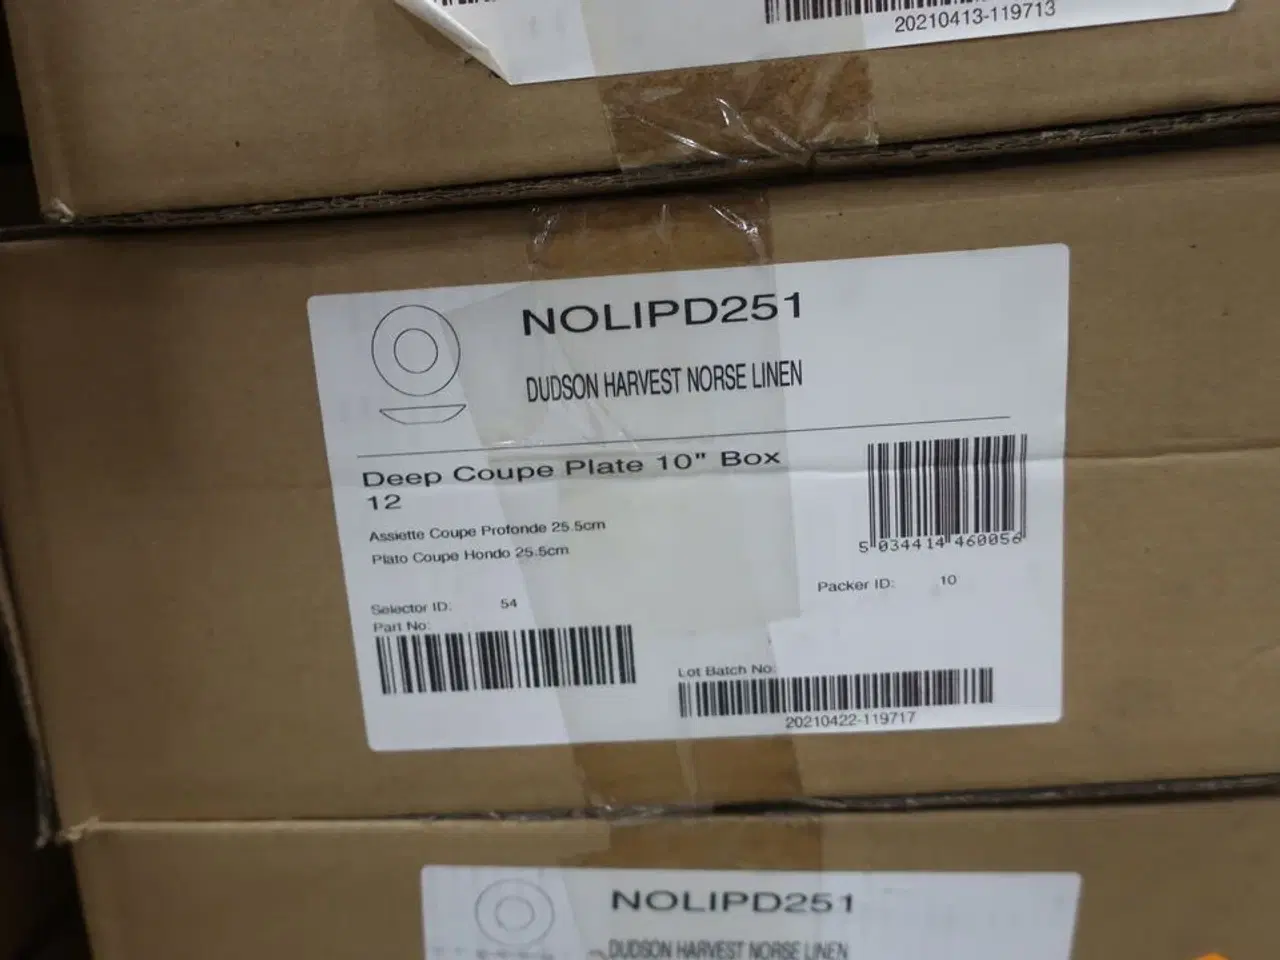 20210413-119713
NOLIPD251
DUDSON HARVEST NORSE LINEN
Deep Coupe Plate 10" Box
12
Assiette Coupe Profonde 25.5cm
Plato Coupe Hondo 25.5cm
5 034414 460056
Packer ID: 10
Selector ID: 54
Part No:
Lot Batch No:
20210422-119717
NOLIPD251
DUDSON HARVEST NORSE LINEN